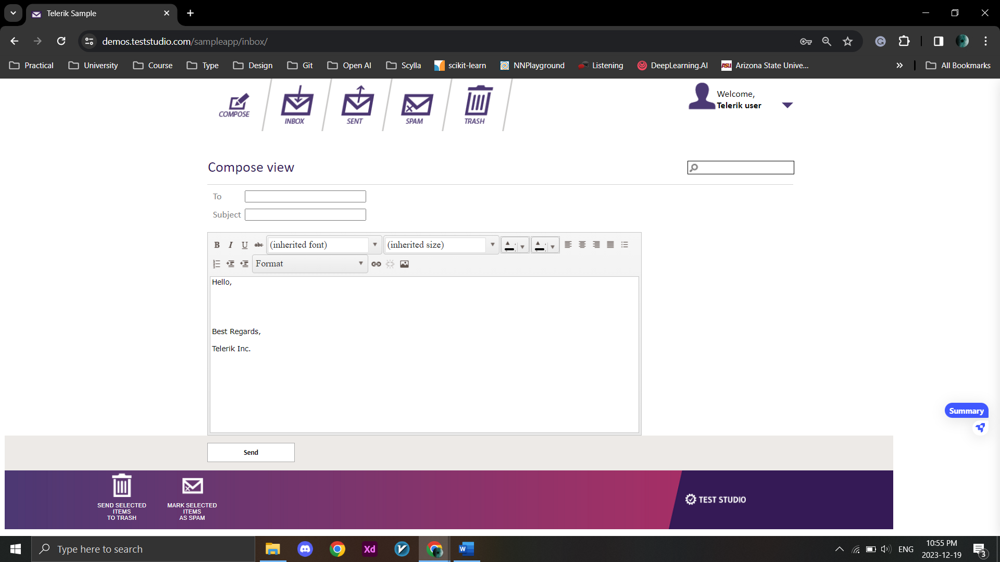 Telerik Sample
demos.teststudio.com/sampleapp/inbox/
Practical University Course Type Design Git Open AI Scylla scikit-learn NNPlayground Listening DeepLearning.AI Arizona State Unive... » All Bookmarks
COMPOSE INBOX SENT SPAM TRASH
Welcome,
Telerik user
Compose view
To
Subject
B I U abc (inherited font) (inherited size)
Format
Hello,
Best Regards,
Telerik Inc.
Summary
Send
SEND SELECTED
ITEMS
TO TRASH
MARK SELECTED
ITEMS
AS SPAM
TEST STUDIO
Type here to search
Xd
W
ENG
10:55 PM
2023-12-19
3